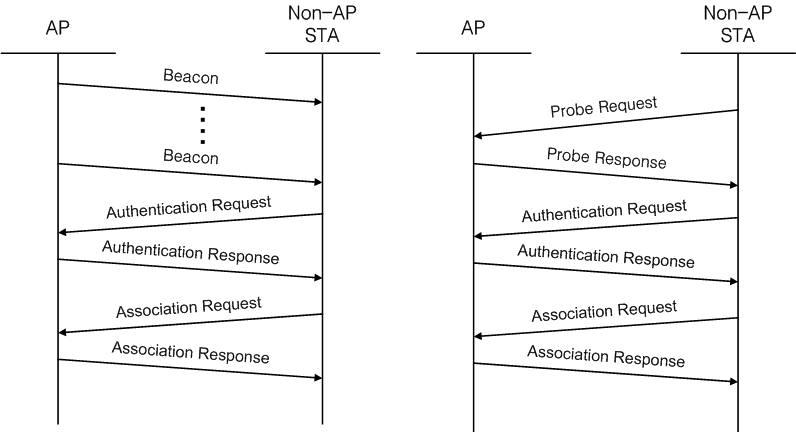 AP
Non-AP
STA
Beacon
Beacon
Authentication Request
Authentication Response
Association Request
Association Response
AP
Non-AP
STA
Probe Request
Probe Response
Authentication Request
Authentication Response
Association Request
Association Response